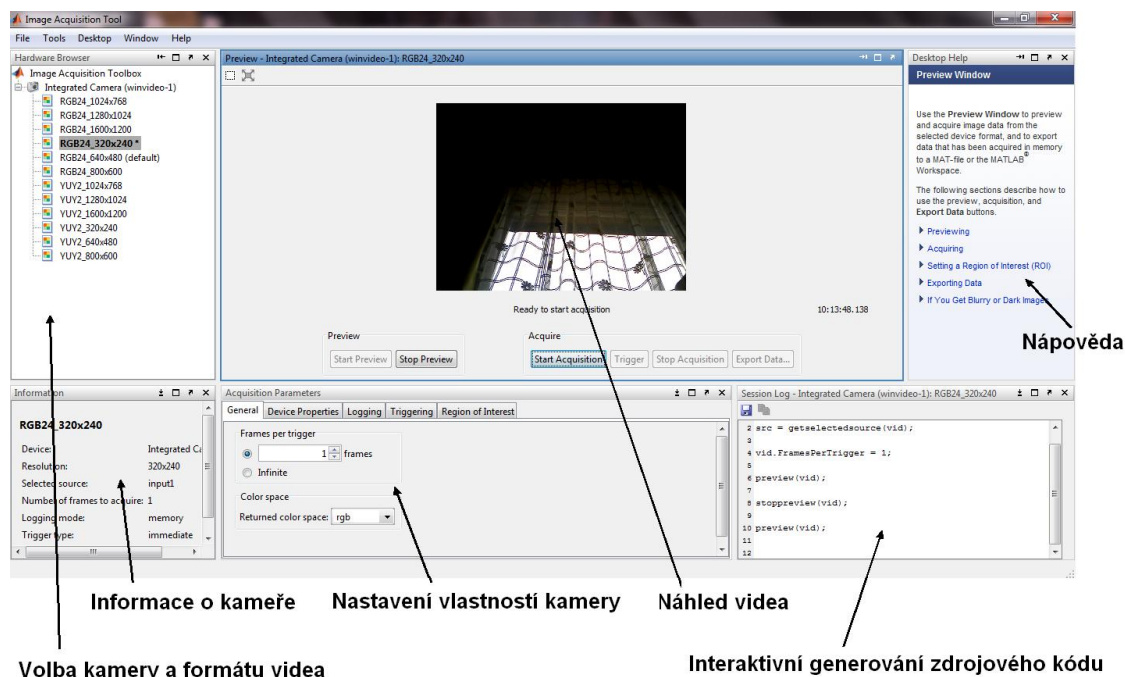 Image Acquisition Tool
File Tools Desktop Window Help
Hardware Browser
Image Acquisition Toolbox
Integrated Camera (winvideo-1)
RGB24_1024x768
RGB24_1280x1024
RGB24_1600x1200
RGB24_320x240 *
RGB24_640x480 (default)
RGB24_800x600
YUY2_1024x768
YUY2_1280x1024
YUY2_1600x1200
YUY2_320x240
YUY2_640x480
YUY2_800x600
Preview - Integrated Camera (winvideo-1): RGB24_320x240
Ready to start acquisition
10:13:48.138
Preview
Start Preview Stop Preview
Acquire
Start Acquisition Trigger Stop Acquisition Export Data...
Desktop Help
Preview Window
Use the Preview Window to preview
and acquire image data from the
selected device format, and to export
data that has been acquired in memory
to a MAT-file or the MATLAB®
Workspace.
The following sections describe how to
use the preview, acquisition, and
Export Data buttons.
Previewing
Acquiring
Setting a Region of Interest (ROI)
Exporting Data
If You Get Blurry or Dark Images
Nápověda
Information
RGB24_320x240
Device: Integrated Ca
Resolution: 320x240
Selected source: input1
Number of frames to acquire: 1
Logging mode: memory
Trigger type: immediate
Acquisition Parameters
General Device Properties Logging Triggering Region of Interest
Frames per trigger
1 frames
Infinite
Color space
Returned color space: rgb
Session Log - Integrated Camera (winvideo-1): RGB24_320x240
2 src = getselectedsource(vid);
3
4 vid.FramesPerTrigger = 1;
5
6 preview(vid);
7
8 stoppreview(vid);
9
10 preview(vid);
11
12
Informace o kameře
Nastavení vlastností kamery
Náhled videa
Volba kamery a formátu videa
Interaktivní generování zdrojového kódu